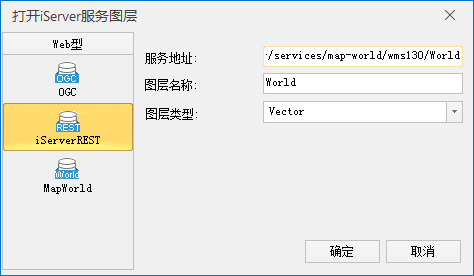 打开iServer服务图层
Web型
OGC
OGC
REST
iServerREST
World
MapWorld
服务地址:
/services/map-world/wms130/World
图层名称:
World
图层类型:
Vector
确定
取消